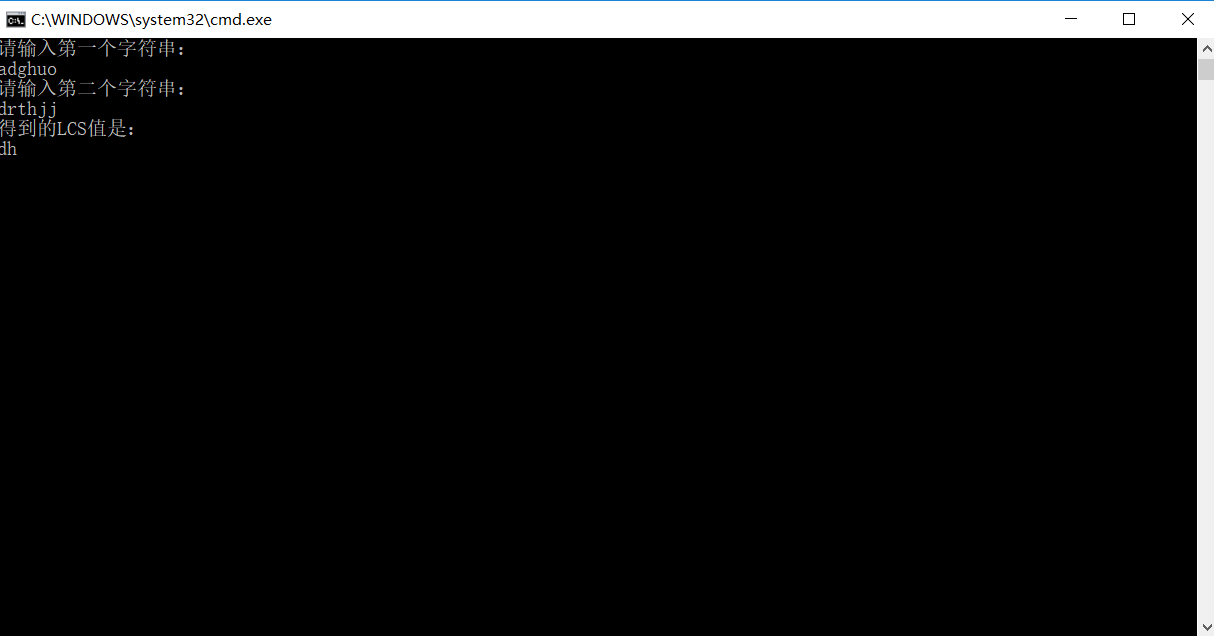 C:\WINDOWS\system32\cmd.exe
请输入第一个字符串:
adghuo
请输入第二个字符串:
drthjj
得到的LCS值是:
dh